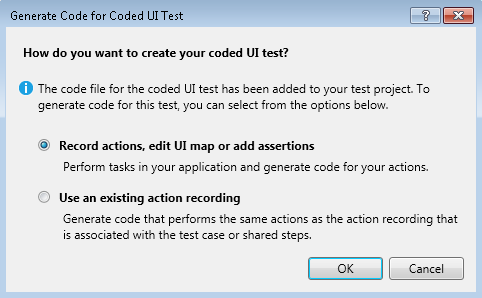 Generate Code for Coded UI Test
How do you want to create your coded UI test?
The code file for the coded UI test has been added to your test project. To
generate code for this test, you can select from the options below.
Record actions, edit UI map or add assertions
Perform tasks in your application and generate code for your actions.
Use an existing action recording
Generate code that performs the same actions as the action recording that
is associated with the test case or shared steps.
OK Cancel